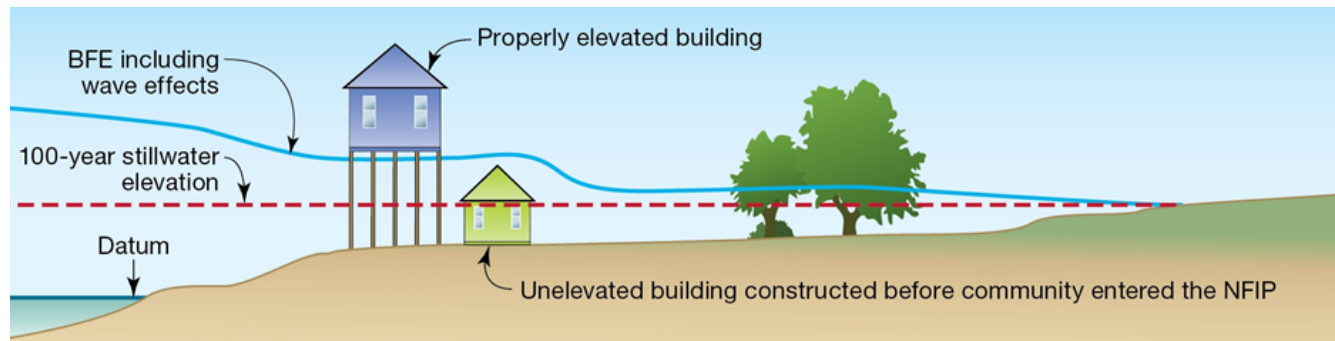 Properly elevated building
BFE including
wave effects
100-year stillwater
elevation
Datum
Unelevated building constructed before community entered the NFIP